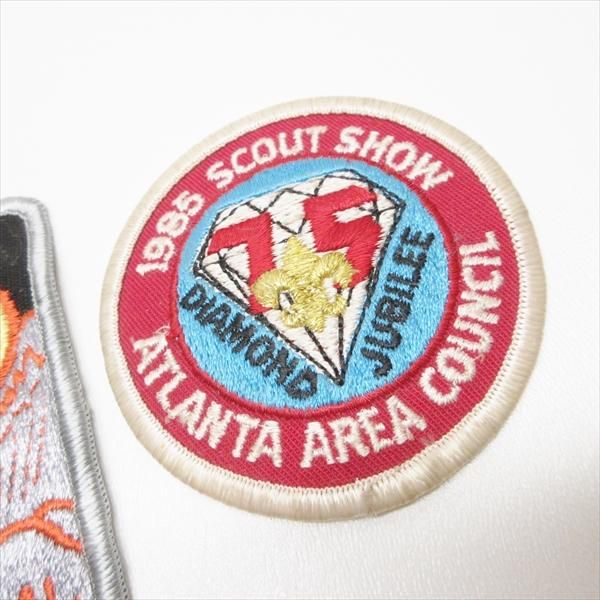 1985 SCOUT SHOW
75
DIAMOND JUBILEE
ATLANTA AREA COUNCIL